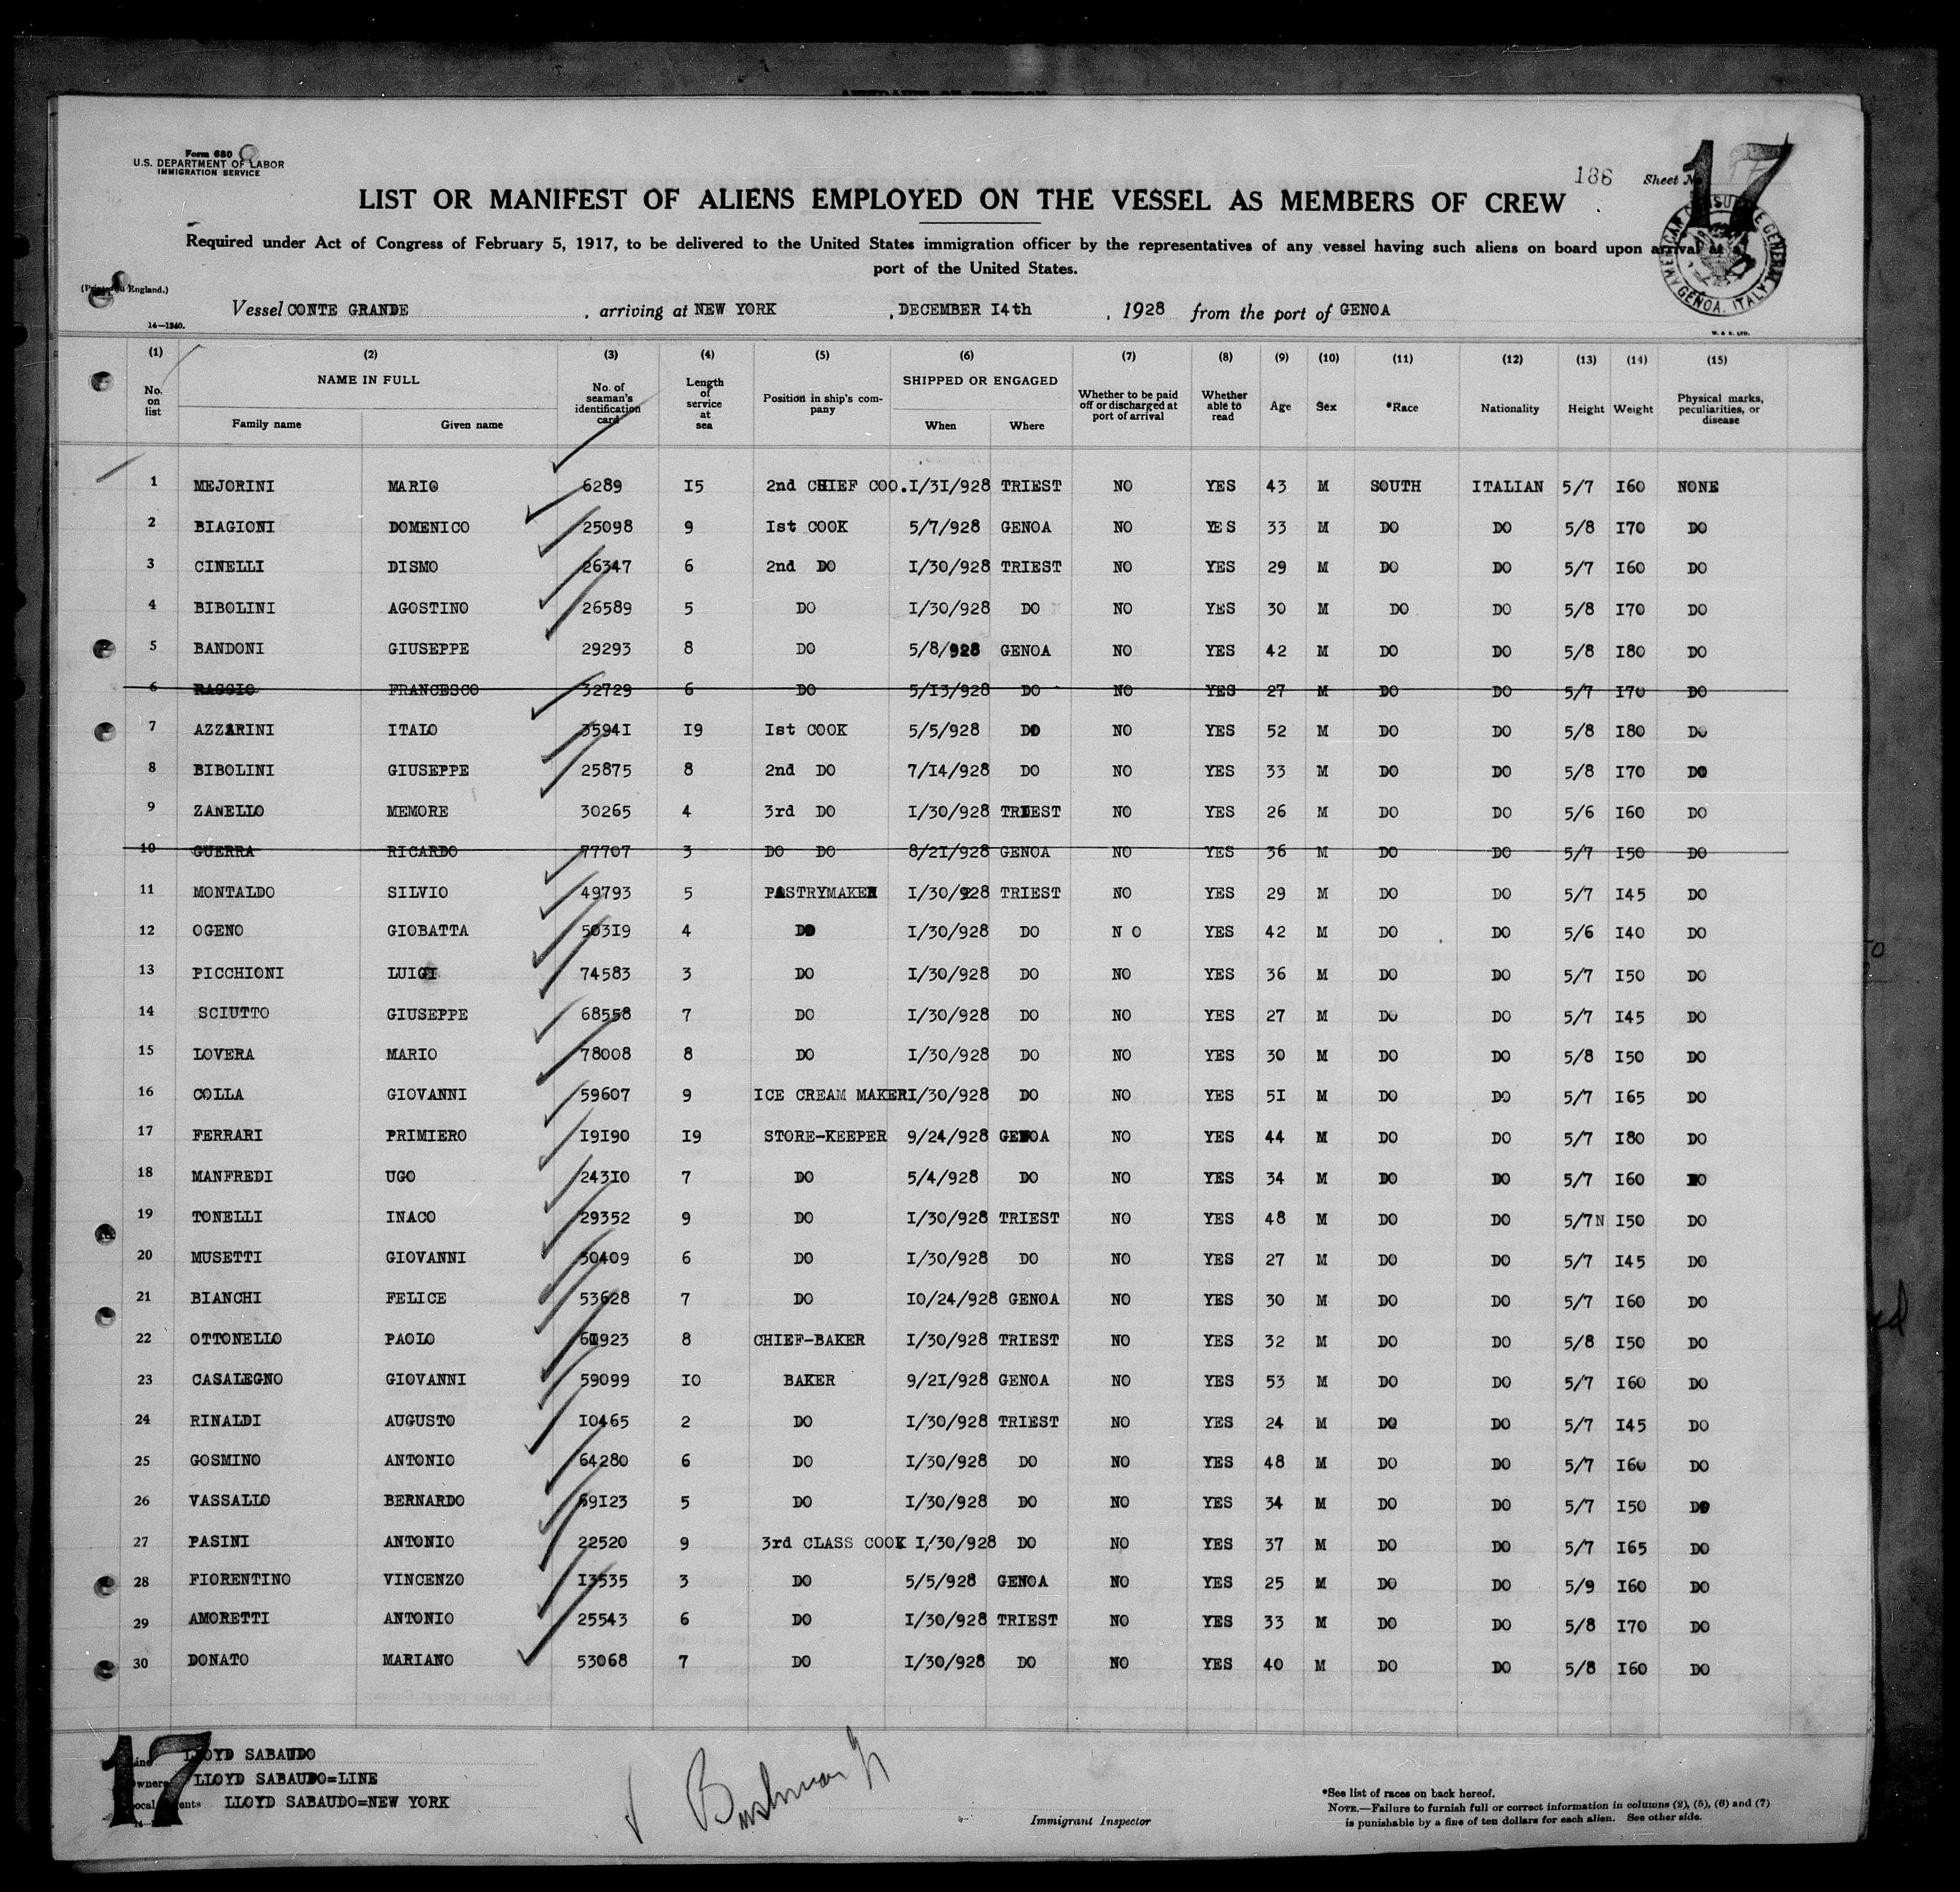 Form 680
U.S. DEPARTMENT OF LABOR
IMMIGRATION SERVICE
186 Sheet No. 17
LIST OR MANIFEST OF ALIENS EMPLOYED ON THE VESSEL AS MEMBERS OF CREW
Required under Act of Congress of February 5, 1917, to be delivered to the United States immigration officer by the representatives of any vessel having such aliens on board upon arrival at a
port of the United States.
AMERICAN CONSULATE GENERAL GENOA, ITALY
(Printed in England.)
Vessel CONTE GRANDE, arriving at NEW YORK, DECEMBER I4th, 1928 from the port of GENOA
14—1240.
W. & S. LTD.
(1) (2) (3) (4) (5) (6) (7) (8) (9) (10) (11) (12) (13) (14) (15)
No. on list NAME IN FULL Family name Given name No. of seaman's identification card Length of service at sea Position in ship's company SHIPPED OR ENGAGED When Where Whether to be paid off or discharged at port of arrival Whether able to read Age Sex *Race Nationality Height Weight Physical marks, peculiarities, or disease
1 MEJORINI MARIO 6289 I5 2nd CHIEF COO. I/3I/928 TRIEST NO YES 43 M SOUTH ITALIAN 5/7 I60 NONE
2 BIAGIONI DOMENICO 25098 9 Ist COOK 5/7/928 GENOA NO YES 33 M DO DO 5/8 I70 DO
3 CINELLI DISMO 26347 6 2nd DO I/30/928 TRIEST NO YES 29 M DO DO 5/7 I60 DO
4 BIBOLINI AGOSTINO 26589 5 DO I/30/928 DO NO YES 30 M DO DO 5/8 I70 DO
5 BANDONI GIUSEPPE 29293 8 DO 5/8/928 GENOA NO YES 42 M DO DO 5/8 I80 DO
6 RAGGIO FRANCESCO 32729 6 DO 5/I3/928 DO NO YES 27 M DO DO 5/7 I70 DO
7 AZZARINI ITALO 3594I I9 Ist COOK 5/5/928 DO NO YES 52 M DO DO 5/8 I80 DO
8 BIBOLINI GIUSEPPE 25875 8 2nd DO 7/I4/928 DO NO YES 33 M DO DO 5/8 I70 DO
9 ZANELLO MEMORE 30265 4 3rd DO I/30/928 TRIEST NO YES 26 M DO DO 5/6 I60 DO
10 GUERRA RICARDO 77707 3 DO DO 8/2I/928 GENOA NO YES 36 M DO DO 5/7 I50 DO
11 MONTALDO SILVIO 49793 5 PASTRYMAKER I/30/928 TRIEST NO YES 29 M DO DO 5/7 I45 DO
12 OGENO GIOBATTA 503I9 4 DO I/30/928 DO N O YES 42 M DO DO 5/6 I40 DO
13 PICCHIONI LUIGI 74583 3 DO I/30/928 DO NO YES 36 M DO DO 5/7 I50 DO
14 SCIUTTO GIUSEPPE 68558 7 DO I/30/928 DO NO YES 27 M DO DO 5/7 I45 DO
15 LOVERA MARIO 78008 8 DO I/30/928 DO NO YES 30 M DO DO 5/8 I50 DO
16 COLLA GIOVANNI 59607 9 ICE CREAM MAKER I/30/928 DO NO YES 5I M DO DO 5/7 I65 DO
17 FERRARI PRIMIERO I9I90 I9 STORE-KEEPER 9/24/928 GENOA NO YES 44 M DO DO 5/7 I80 DO
18 MANFREDI UGO 243I0 7 DO 5/4/928 DO NO YES 34 M DO DO 5/7 I60 DO
19 TONELLI INACO 29352 9 DO I/30/928 TRIEST NO YES 48 M DO DO 5/7N I50 DO
20 MUSETTI GIOVANNI 30409 6 DO I/30/928 DO NO YES 27 M DO DO 5/7 I45 DO
21 BIANCHI FELICE 53628 7 DO I0/24/928 GENOA NO YES 30 M DO DO 5/7 I60 DO
22 OTTONELLO PAOLO 923 8 CHIEF-BAKER I/30/928 TRIEST NO YES 32 M DO DO 5/8 I50 DO
23 CASALEGNO GIOVANNI 59099 I0 BAKER 9/2I/928 GENOA NO YES 53 M DO DO 5/7 I60 DO
24 RINALDI AUGUSTO I0465 2 DO I/30/928 TRIEST NO YES 24 M DO DO 5/7 I45 DO
25 GOSMINO ANTONIO 64280 6 DO I/30/928 DO NO YES 48 M DO DO 5/7 I60 DO
26 VASSALLO BERNARDO 69I23 5 DO I/30/928 DO NO YES 34 M DO DO 5/7 I50 DO
27 PASINI ANTONIO 22520 9 3rd CLASS COOK I/30/928 DO NO YES 37 M DO DO 5/7 I65 DO
28 FIORENTINO VINCENZO I3535 3 DO 5/5/928 GENOA NO YES 25 M DO DO 5/9 I60 DO
29 AMORETTI ANTONIO 25543 6 DO I/30/928 TRIEST NO YES 33 M DO DO 5/8 I70 DO
30 DONATO MARIANO 53068 7 DO I/30/928 DO NO YES 40 M DO DO 5/8 I60 DO
17
Line LLOYD SABAUDO
Owners LLOYD SABAUDO=LINE
Local Agents LLOYD SABAUDO=NEW YORK
Immigrant Inspector
*See list of races on back hereof.
NOTE.—Failure to furnish full or correct information in columns (2), (5), (6) and (7)
is punishable by a fine of ten dollars for each alien. See other side.